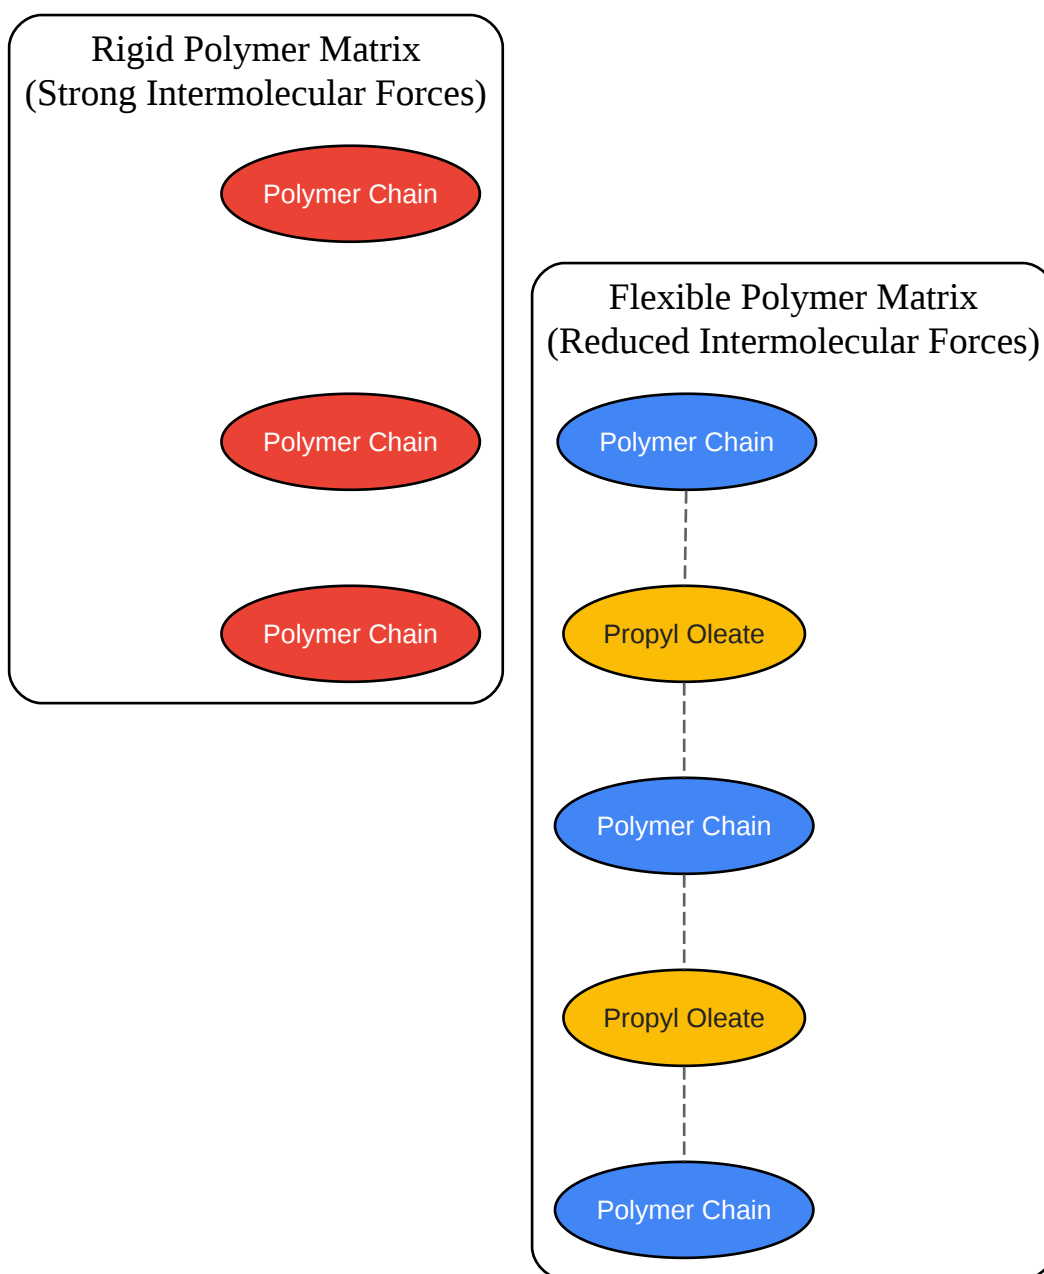 Rigid Polymer Matrix
(Strong Intermolecular Forces)
Polymer Chain
Polymer Chain
Polymer Chain
Flexible Polymer Matrix
(Reduced Intermolecular Forces)
Polymer Chain
Propyl Oleate
Polymer Chain
Propyl Oleate
Polymer Chain